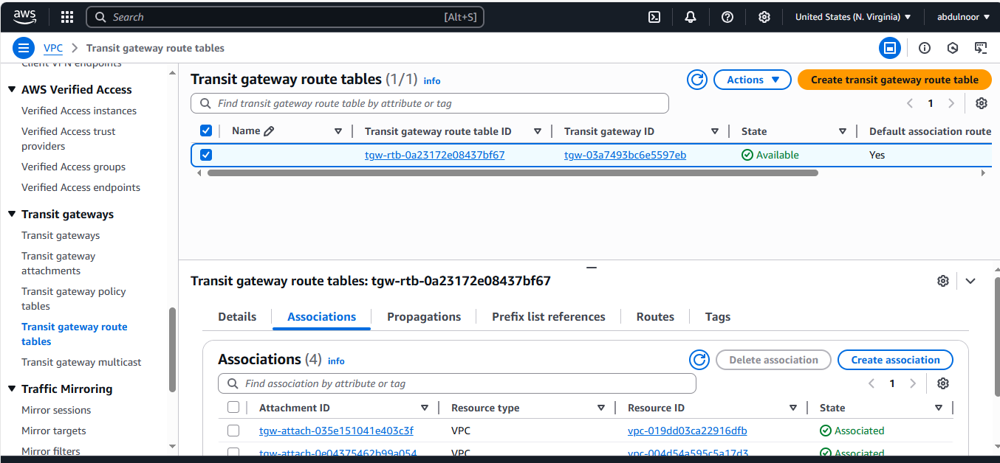 aws
Search [Alt+S] United States (N. Virginia) abdulnoor
VPC Transit gateway route tables
Client VPN endpoints
AWS Verified Access
Verified Access instances
Verified Access trust
providers
Verified Access groups
Verified Access endpoints
Transit gateways
Transit gateways
Transit gateway
attachments
Transit gateway policy
tables
Transit gateway route
tables
Transit gateway multicast
Traffic Mirroring
Mirror sessions
Mirror targets
Mirror filters
Transit gateway route tables (1/1) info
Actions Create transit gateway route table
Find transit gateway route table by attribute or tag
1
Name Transit gateway route table ID Transit gateway ID State Default association route
tgw-rtb-0a23172e08437bf67 tgw-03a7493bc6e5597eb Available Yes
Transit gateway route tables: tgw-rtb-0a23172e08437bf67
Details Associations Propagations Prefix list references Routes Tags
Associations (4) info
Delete association Create association
Find association by attribute or tag
1
Attachment ID Resource type Resource ID State
tgw-attach-035e151041e403c3f VPC vpc-019dd03ca22916dfb Associated
tgw-attach-0e04375462b99a054 VPC vpc-004d54a595c5a17d3 Associated